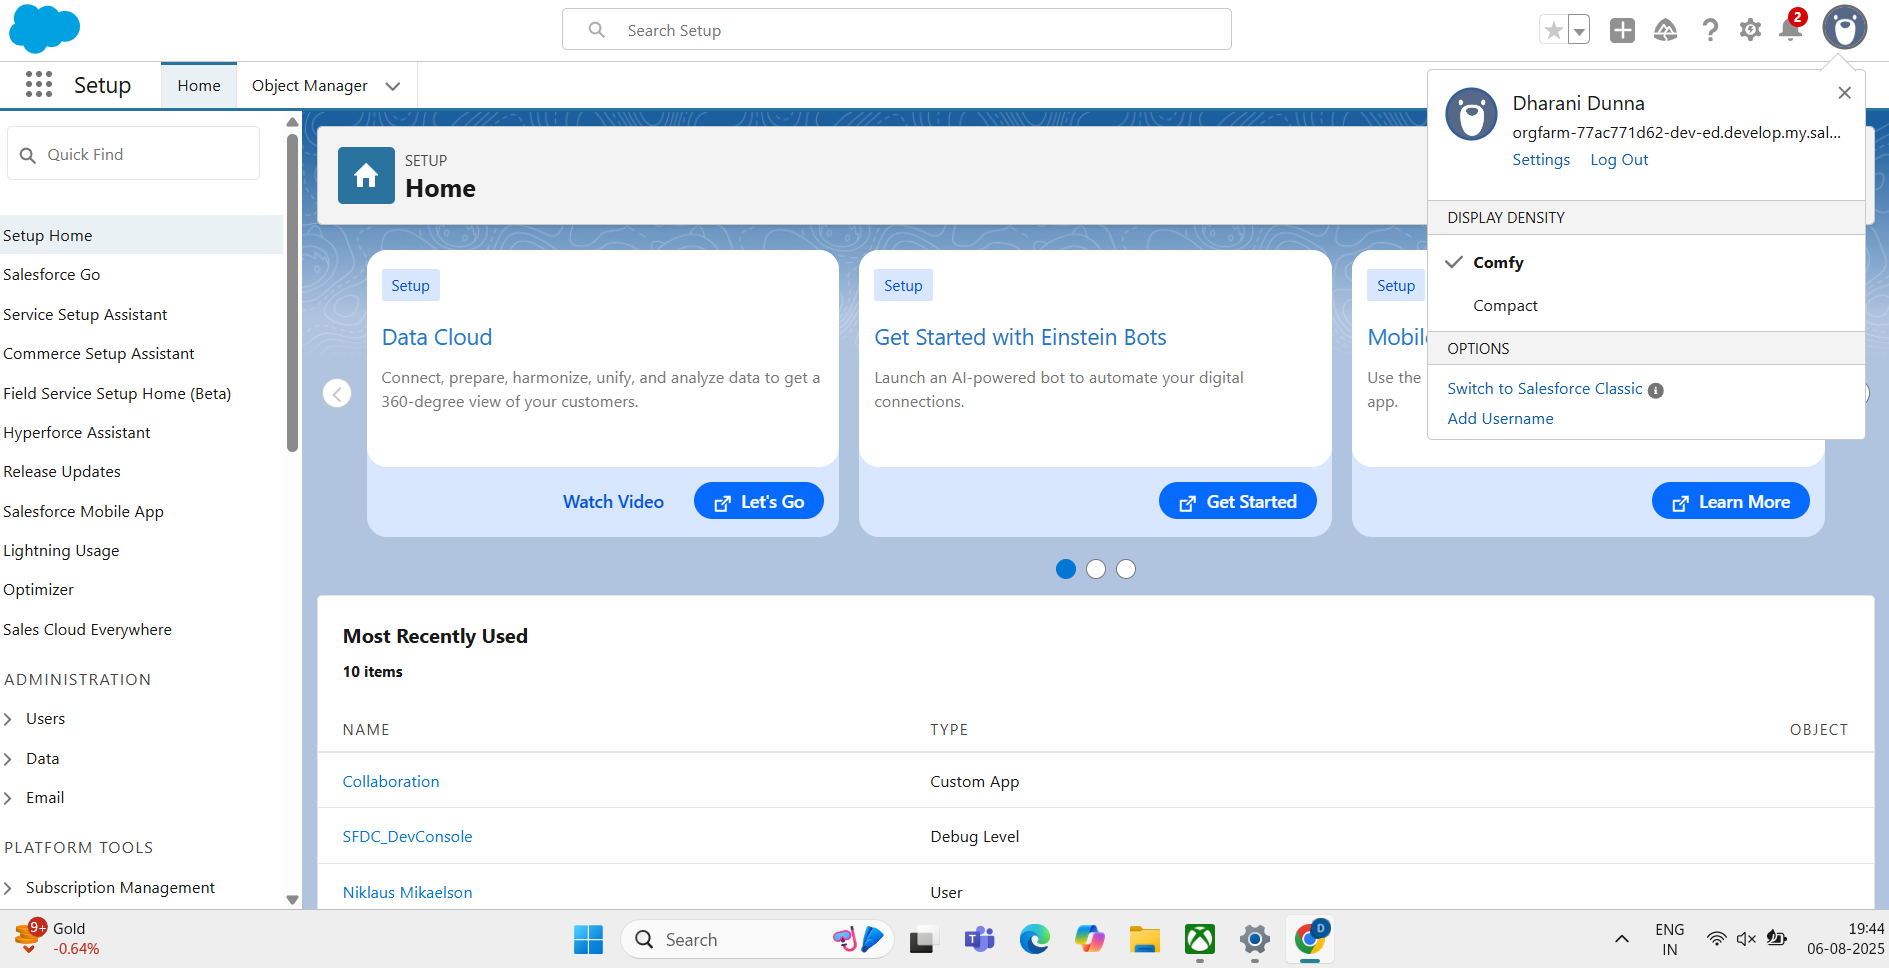 Search Setup
2
Setup
Home
Object Manager
Dharani Dunna
orgfarm-77ac771d62-dev-ed.develop.my.sal...
Settings Log Out
DISPLAY DENSITY
Comfy
Compact
OPTIONS
Switch to Salesforce Classic
Add Username
Quick Find
Setup Home
Salesforce Go
Service Setup Assistant
Commerce Setup Assistant
Field Service Setup Home (Beta)
Hyperforce Assistant
Release Updates
Salesforce Mobile App
Lightning Usage
Optimizer
Sales Cloud Everywhere
ADMINISTRATION
Users
Data
Email
PLATFORM TOOLS
Subscription Management
SETUP
Home
Setup
Data Cloud
Connect, prepare, harmonize, unify, and analyze data to get a
360-degree view of your customers.
Watch Video
Let's Go
Setup
Get Started with Einstein Bots
Launch an AI-powered bot to automate your digital
connections.
Get Started
Setup
Use the
app.
Learn More
Most Recently Used
10 items
NAME TYPE OBJECT
Collaboration Custom App
SFDC_DevConsole Debug Level
Niklaus Mikaelson User
9+
Gold
-0.64%
Search
D
ENG
IN
19:44
06-08-2025